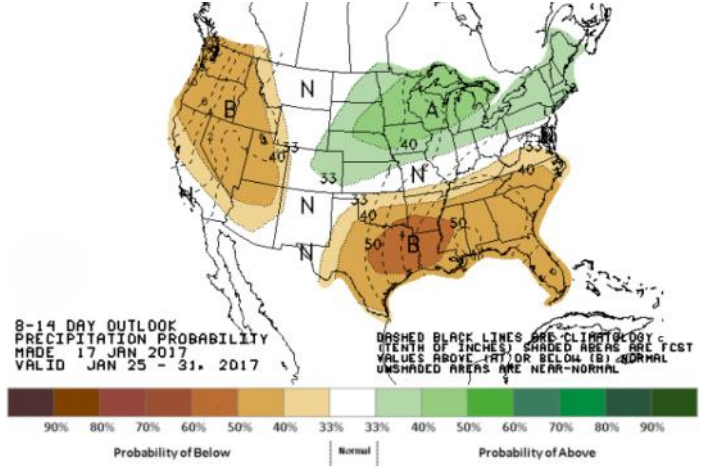 N
B
A
33
40
33
40
33
N
33
N
40
N
33
40
50
50
B
N
8-14 DAY OUTLOOK
PRECIPITATION PROBABILITY
MADE 17 JAN 2017
VALID JAN 25 - 31, 2017
DASHED BLACK LINES ARE CLIMATOLOGY
(TENTH OF INCHES) SHADED AREAS ARE FCST
VALUES ABOVE (A) OR BELOW (B) NORMAL
UNSHADED AREAS ARE NEAR-NORMAL
90% 80% 70% 60% 50% 40% 33% 33% 40% 50% 60% 70% 80% 90%
Probability of Below Normal Probability of Above